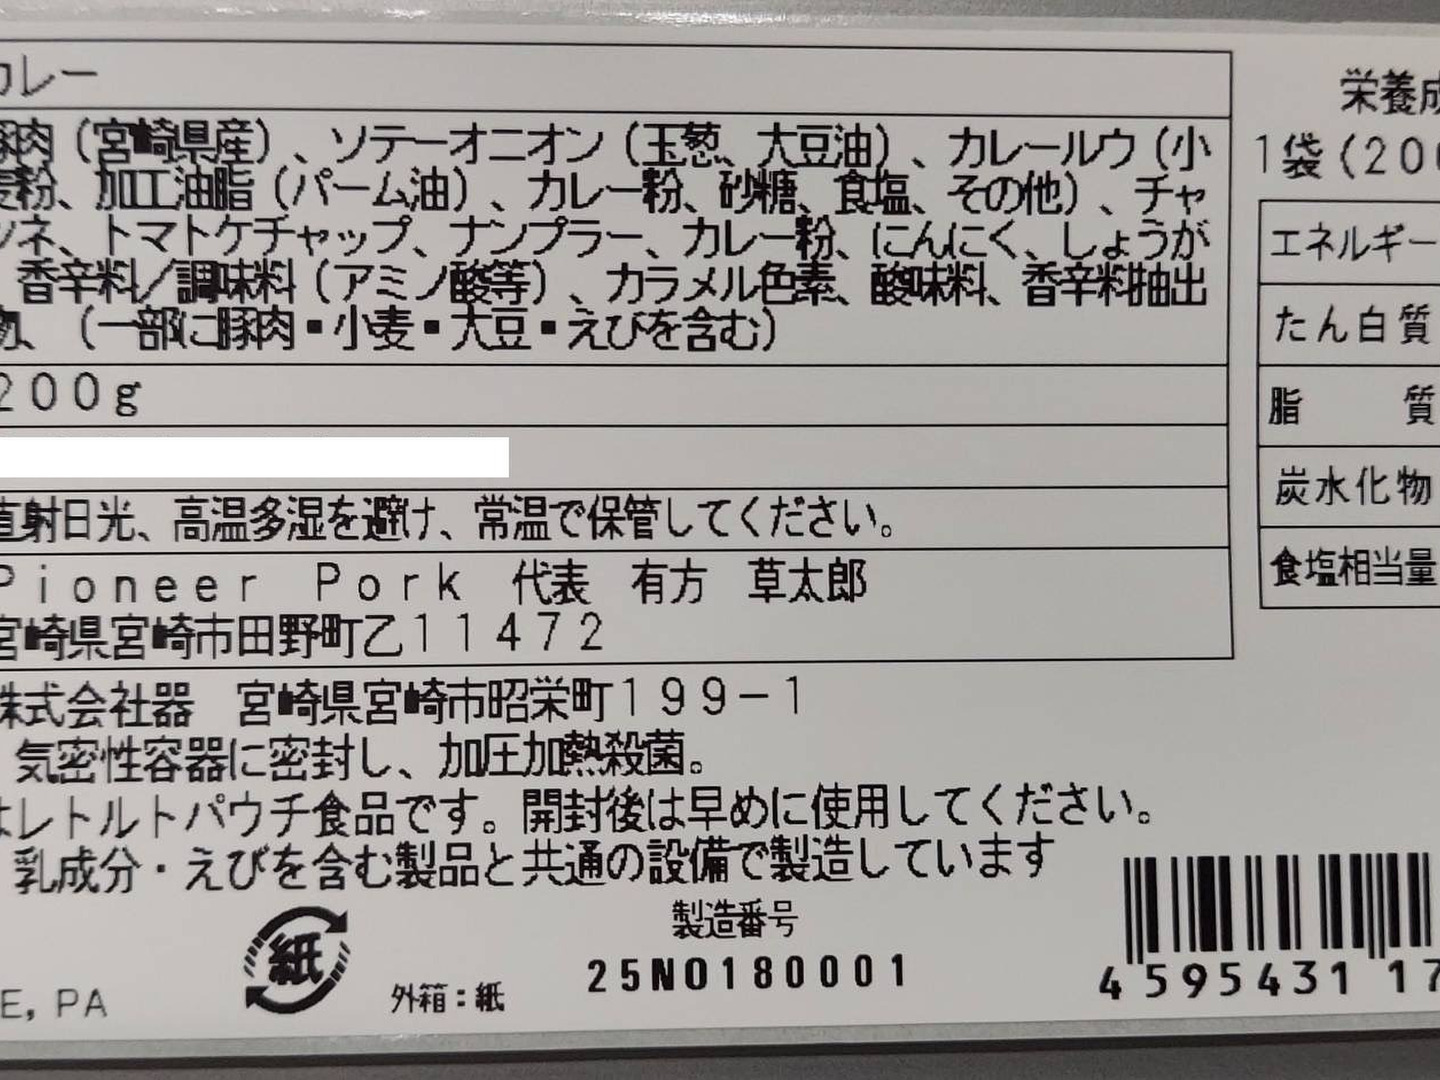 カレー
豚肉（宮崎県産）、ソテーオニオン（玉葱、大豆油）、カレールウ（小
麦粉、加工油脂（パーム油）、カレー粉、砂糖、食塩、その他）、チャ
ツネ、トマトケチャップ、ナンプラー、カレー粉、にんにく、しょうが
香辛料／調味料（アミノ酸等）、カラメル色素、酸味料、香辛料抽出
物、（一部に豚肉・小麦・大豆・えびを含む）
200g
直射日光、高温多湿を避け、常温で保管してください。
Pioneer Pork 代表 有方 草太郎
宮崎県宮崎市田野町乙11472
株式会社器 宮崎県宮崎市昭栄町199−1
気密性容器に密封し、加圧加熱殺菌。
はレトルトパウチ食品です。開封後は早めに使用してください。
乳成分・えびを含む製品と共通の設備で製造しています
E, PA
紙
外箱：紙
製造番号
25N0180001
4 595431 17
栄養成
1袋(200
エネルギー
たん白質
脂 質
炭水化物
食塩相当量